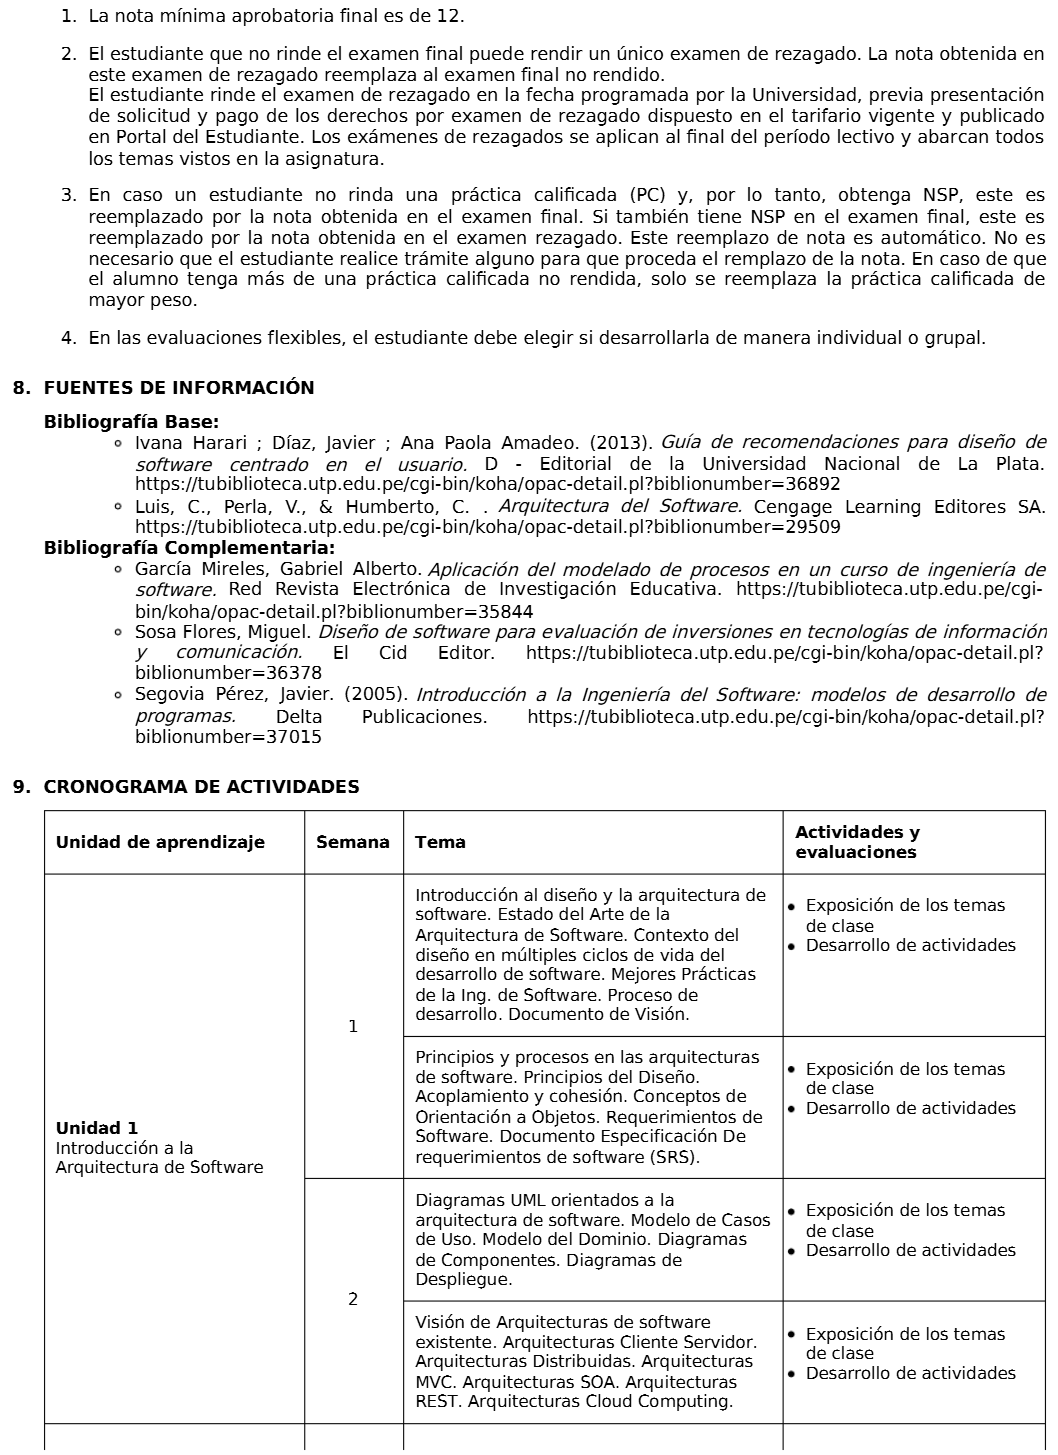 1. La nota mínima aprobatoria final es de 12.
2. El estudiante que no rinde el examen final puede rendir un único examen de rezagado. La nota obtenida en
este examen de rezagado reemplaza al examen final no rendido.
El estudiante rinde el examen de rezagado en la fecha programada por la Universidad, previa presentación
de solicitud y pago de los derechos por examen de rezagado dispuesto en el tarifario vigente y publicado
en Portal del Estudiante. Los exámenes de rezagados se aplican al final del período lectivo y abarcan todos
los temas vistos en la asignatura.
3. En caso un estudiante no rinda una práctica calificada (PC) y, por lo tanto, obtenga NSP, este es
reemplazado por la nota obtenida en el examen final. Si también tiene NSP en el examen final, este es
reemplazado por la nota obtenida en el examen rezagado. Este reemplazo de nota es automático. No es
necesario que el estudiante realice trámite alguno para que proceda el remplazo de la nota. En caso de que
el alumno tenga más de una práctica calificada no rendida, solo se reemplaza la práctica calificada de
mayor peso.
4. En las evaluaciones flexibles, el estudiante debe elegir si desarrollarla de manera individual o grupal.
8. FUENTES DE INFORMACIÓN
Bibliografía Base:
◦ Ivana Harari ; Díaz, Javier ; Ana Paola Amadeo. (2013). Guía de recomendaciones para diseño de
software centrado en el usuario. D - Editorial de la Universidad Nacional de La Plata.
https://tubiblioteca.utp.edu.pe/cgi-bin/koha/opac-detail.pl?biblionumber=36892
◦ Luis, C., Perla, V., & Humberto, C. . Arquitectura del Software. Cengage Learning Editores SA.
https://tubiblioteca.utp.edu.pe/cgi-bin/koha/opac-detail.pl?biblionumber=29509
Bibliografía Complementaria:
◦ García Mireles, Gabriel Alberto. Aplicación del modelado de procesos en un curso de ingeniería de
software. Red Revista Electrónica de Investigación Educativa. https://tubiblioteca.utp.edu.pe/cgi-
bin/koha/opac-detail.pl?biblionumber=35844
◦ Sosa Flores, Miguel. Diseño de software para evaluación de inversiones en tecnologías de información
y comunicación. El Cid Editor. https://tubiblioteca.utp.edu.pe/cgi-bin/koha/opac-detail.pl?
biblionumber=36378
◦ Segovia Pérez, Javier. (2005). Introducción a la Ingeniería del Software: modelos de desarrollo de
programas. Delta Publicaciones. https://tubiblioteca.utp.edu.pe/cgi-bin/koha/opac-detail.pl?
biblionumber=37015
9. CRONOGRAMA DE ACTIVIDADES
Unidad de aprendizaje
Semana
Tema
Actividades y
evaluaciones
Unidad 1
Introducción a la
Arquitectura de Software
1
Introducción al diseño y la arquitectura de
software. Estado del Arte de la
Arquitectura de Software. Contexto del
diseño en múltiples ciclos de vida del
desarrollo de software. Mejores Prácticas
de la Ing. de Software. Proceso de
desarrollo. Documento de Visión.
• Exposición de los temas
de clase
• Desarrollo de actividades
Principios y procesos en las arquitecturas
de software. Principios del Diseño.
Acoplamiento y cohesión. Conceptos de
Orientación a Objetos. Requerimientos de
Software. Documento Especificación De
requerimientos de software (SRS).
• Exposición de los temas
de clase
• Desarrollo de actividades
2
Diagramas UML orientados a la
arquitectura de software. Modelo de Casos
de Uso. Modelo del Dominio. Diagramas
de Componentes. Diagramas de
Despliegue.
• Exposición de los temas
de clase
• Desarrollo de actividades
Visión de Arquitecturas de software
existente. Arquitecturas Cliente Servidor.
Arquitecturas Distribuidas. Arquitecturas
MVC. Arquitecturas SOA. Arquitecturas
REST. Arquitecturas Cloud Computing.
• Exposición de los temas
de clase
• Desarrollo de actividades